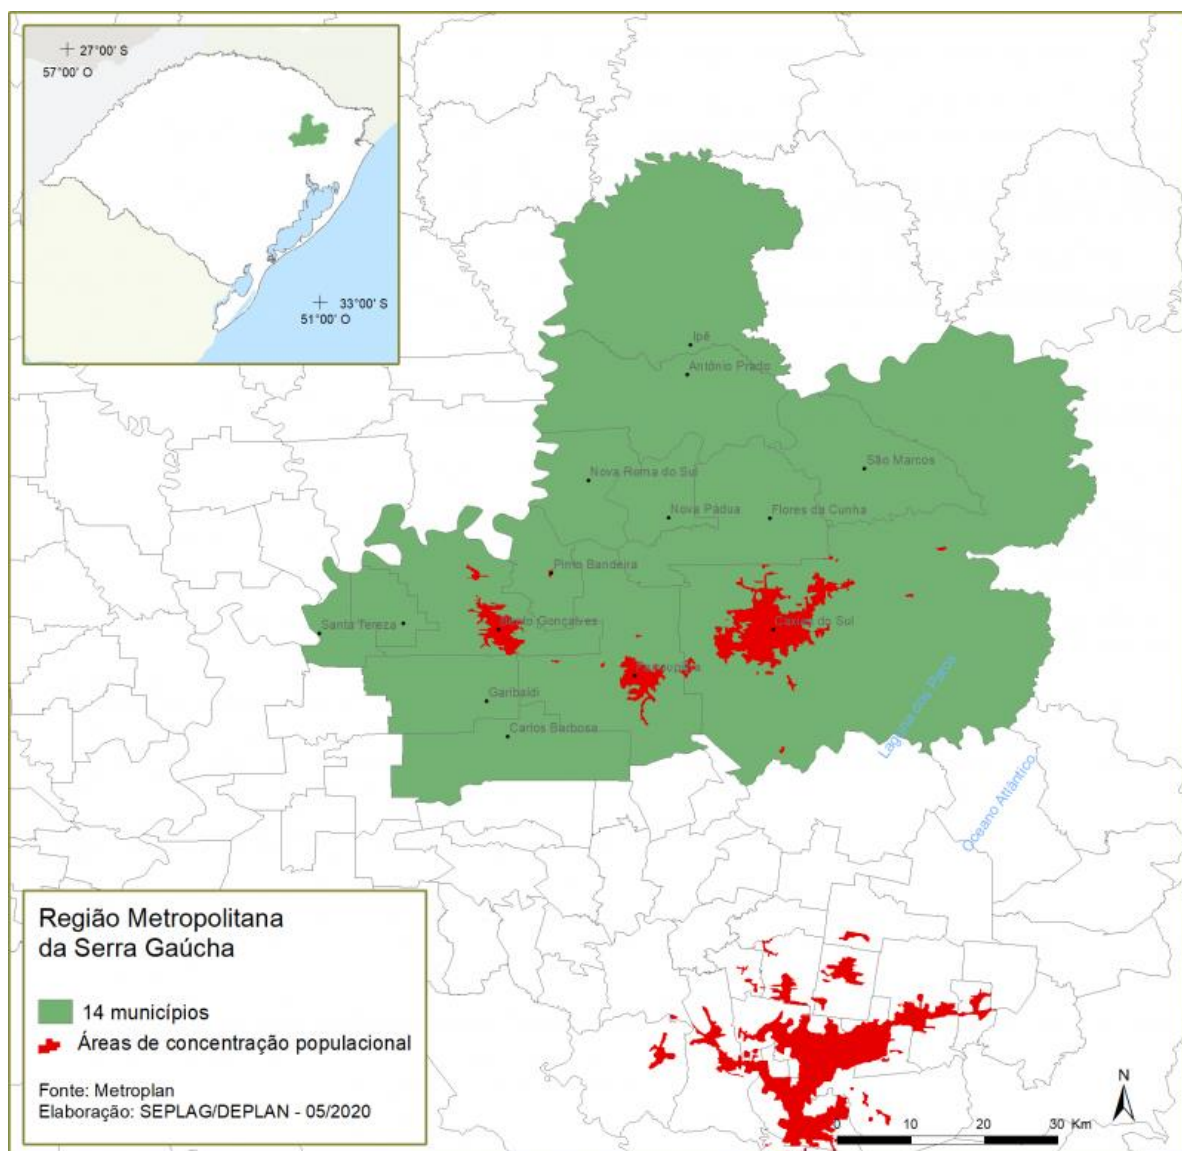 27°00' S
57°00' O
33°00' S
51°00' O
Ipê
Antônio Prado
São Marcos
Nova Roma do Sul
Nova Pádua
Flores da Cunha
Pinto Bandeira
Santa Tereza
Bento Gonçalves
Caxias do Sul
Farroupilha
Garibaldi
Carlos Barbosa
Laguna dos Patos
Oceano Atlântico
Região Metropolitana
da Serra Gaúcha
14 municípios
Áreas de concentração populacional
Fonte: Metroplan
Elaboração: SEPLAG/DEPLAN - 05/2020
N
0 10 20 30 Km